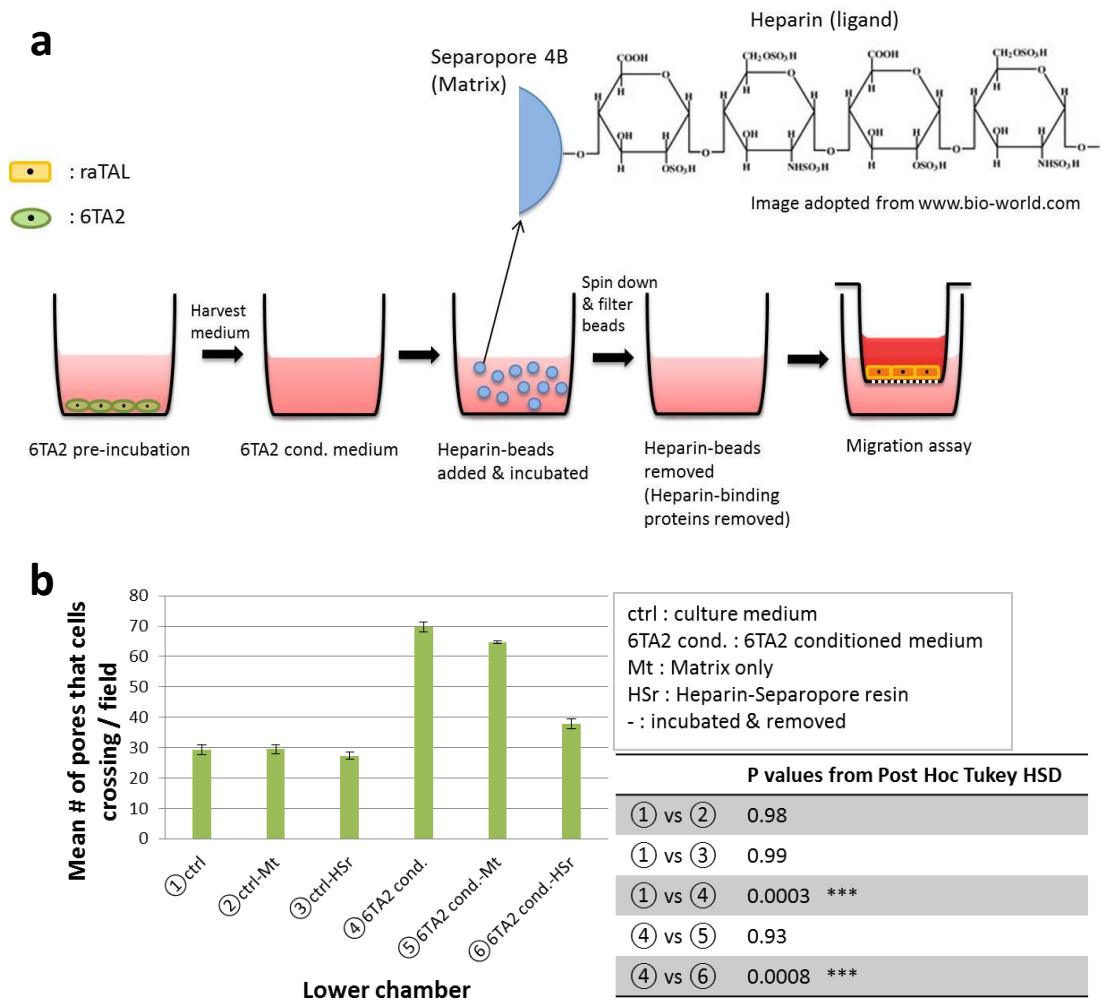 a
Heparin (ligand)
Separopore 4B
(Matrix)
COOH
CH₂OSO₃H
COOH
CH₂OSO₃H
O
O
O
O
H
H
H
H
H
H
H
H
OH
H
OH
H
OH
H
OH
H
O
O
O
O
O
H
OSO₃H
H
NHSO₃H
H
OSO₃H
H
NHSO₃H
Image adopted from www.bio-world.com
: raTAL
: 6TA2
Harvest
medium
Spin down
& filter
beads
6TA2 pre-incubation
6TA2 cond. medium
Heparin-beads
added & incubated
Heparin-beads
removed
(Heparin-binding
proteins removed)
Migration assay
b
Mean # of pores that cells
crossing / field
80
70
60
50
40
30
20
10
0
①ctrl
②ctrl-Mt
③ctrl-HSr
④6TA2 cond.
⑤6TA2 cond.-Mt
⑥6TA2 cond-HSr
Lower chamber
ctrl : culture medium
6TA2 cond. : 6TA2 conditioned medium
Mt : Matrix only
HSr : Heparin-Separopore resin
- : incubated & removed
P values from Post Hoc Tukey HSD
① vs ② 0.98
① vs ③ 0.99
① vs ④ 0.0003 ***
④ vs ⑤ 0.93
④ vs ⑥ 0.0008 ***